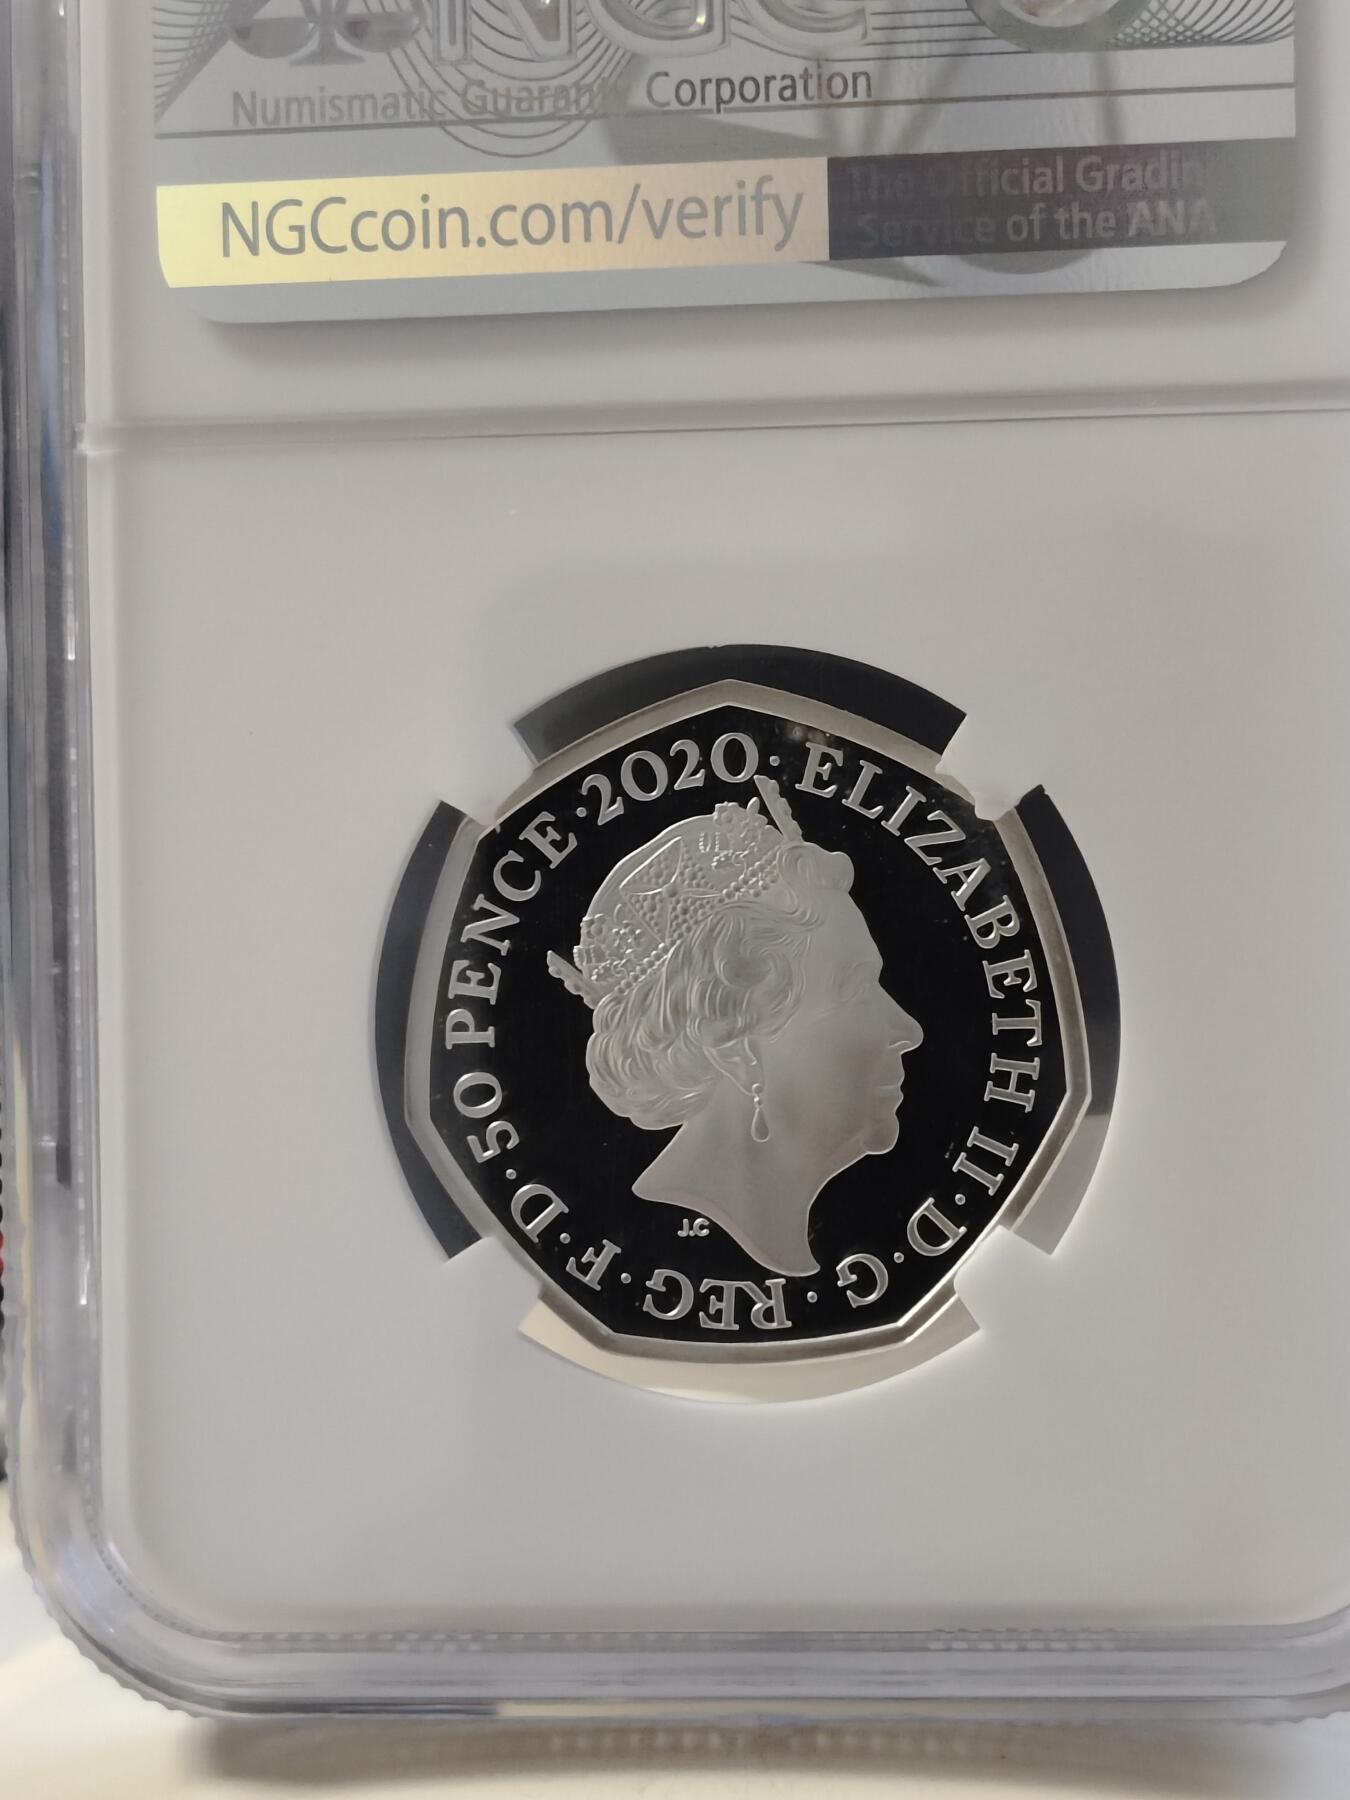 NGC
Numismatic Guaranty Corporation
NGCcoin.com/verify
The Official Grading
Service of the ANA
ELIZABETH II · D · G · REG · F · D · 50 PENCE · 2020 ·
J.C